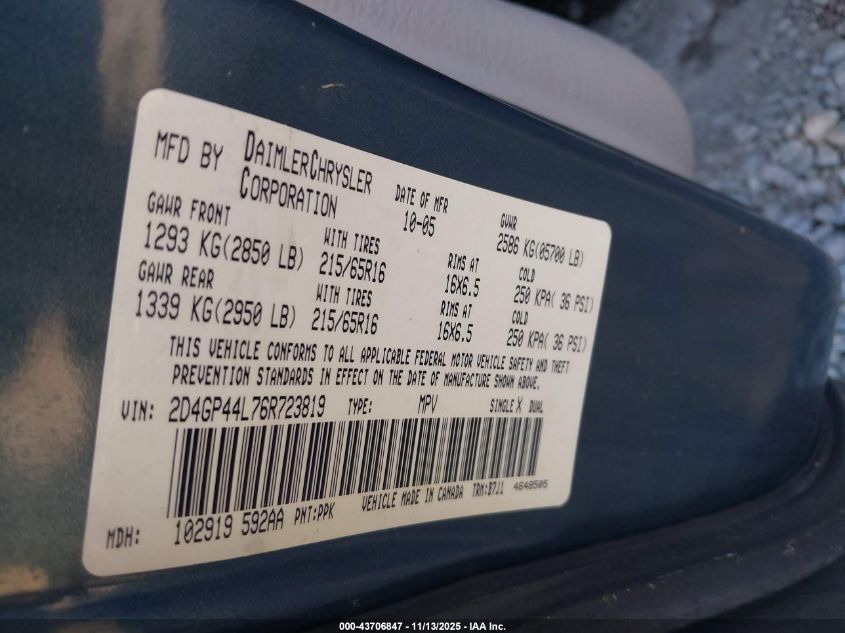 MFD BY DAIMLERCHRYSLER CORPORATION
DATE OF MFR 10-05
GVWR 2586 KG(05700 LB)
GAWR FRONT
1293 KG(2850 LB)
WITH TIRES
215/65R16
RIMS AT
16X6.5
COLD
250 KPA( 36 PSI)
GAWR REAR
1339 KG(2950 LB)
WITH TIRES
215/65R16
RIMS AT
16X6.5
COLD
250 KPA( 36 PSI)
THIS VEHICLE CONFORMS TO ALL APPLICABLE FEDERAL MOTOR VEHICLE SAFETY AND THEFT
PREVENTION STANDARDS IN EFFECT ON THE DATE OF MANUFACTURE SHOWN ABOVE.
VIN: 2D4GP44L76R723819 TYPE: MPV SINGLE X DUAL
VEHICLE MADE IN CANADA TRM:B7J1 4648505
MDH: 102919 592AA PNT:PPK
000-43706847 - 11/13/2025 - IAA Inc.